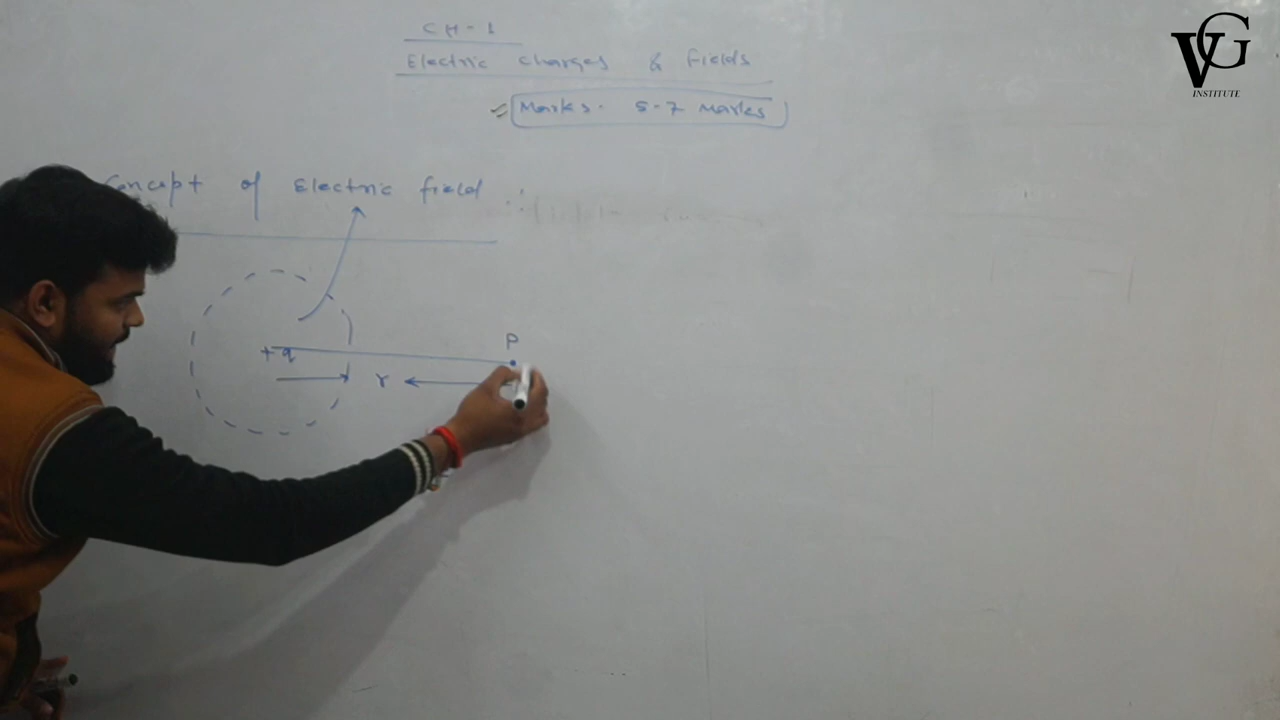 CH-1
Electric charges & Fields
Marks. 5-7 Marks
Concept of Electric field :
P
+q
r
VG
INSTITUTE